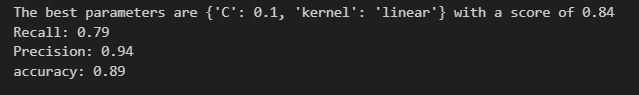 The best parameters are {'C': 0.1, 'kernel': 'linear'} with a score of 0.84
Recall: 0.79
Precision: 0.94
accuracy: 0.89